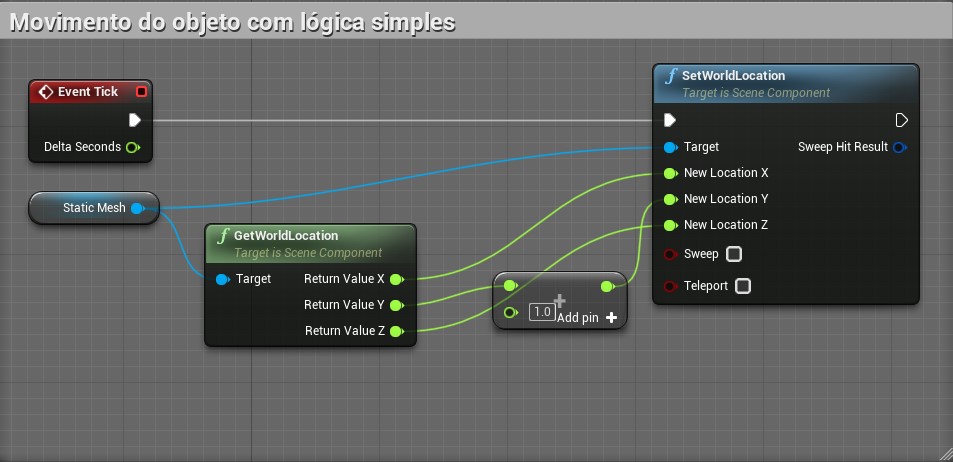 Movimento do objeto com lógica simples
Event Tick
Delta Seconds
Static Mesh
GetWorldLocation
Target is Scene Component
Target
Return Value X
Return Value Y
Return Value Z
1.0
Add pin
SetWorldLocation
Target is Scene Component
Target
Sweep Hit Result
New Location X
New Location Y
New Location Z
Sweep
Teleport